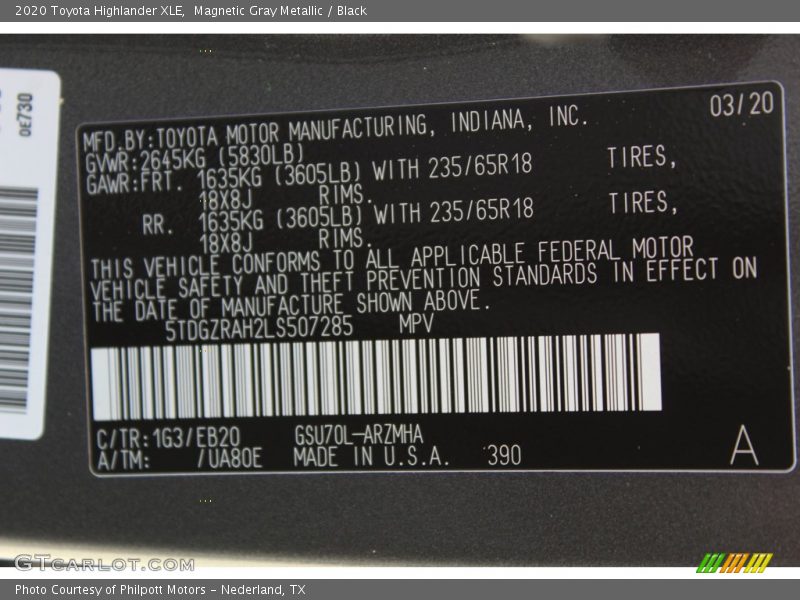 2020 Toyota Highlander XLE,  Magnetic Gray Metallic / Black
0E730
03/20
MFD.BY:TOYOTA MOTOR MANUFACTURING, INDIANA, INC.
GVWR:2645KG (5830LB)
GAWR:FRT. 1635KG (3605LB) WITH 235/65R18 TIRES,
18X8J RIMS.
RR. 1635KG (3605LB) WITH 235/65R18 TIRES,
18X8J RIMS.
THIS VEHICLE CONFORMS TO ALL APPLICABLE FEDERAL MOTOR
VEHICLE SAFETY AND THEFT PREVENTION STANDARDS IN EFFECT ON
THE DATE OF MANUFACTURE SHOWN ABOVE.
5TDGZRAH2LS507285 MPV
C/TR:1G3/EB20 GSU70L-ARZMHA
A/TM: /UA80E MADE IN U.S.A. 390
A
GTCARLOT.COM
Photo Courtesy of Philpott Motors - Nederland, TX